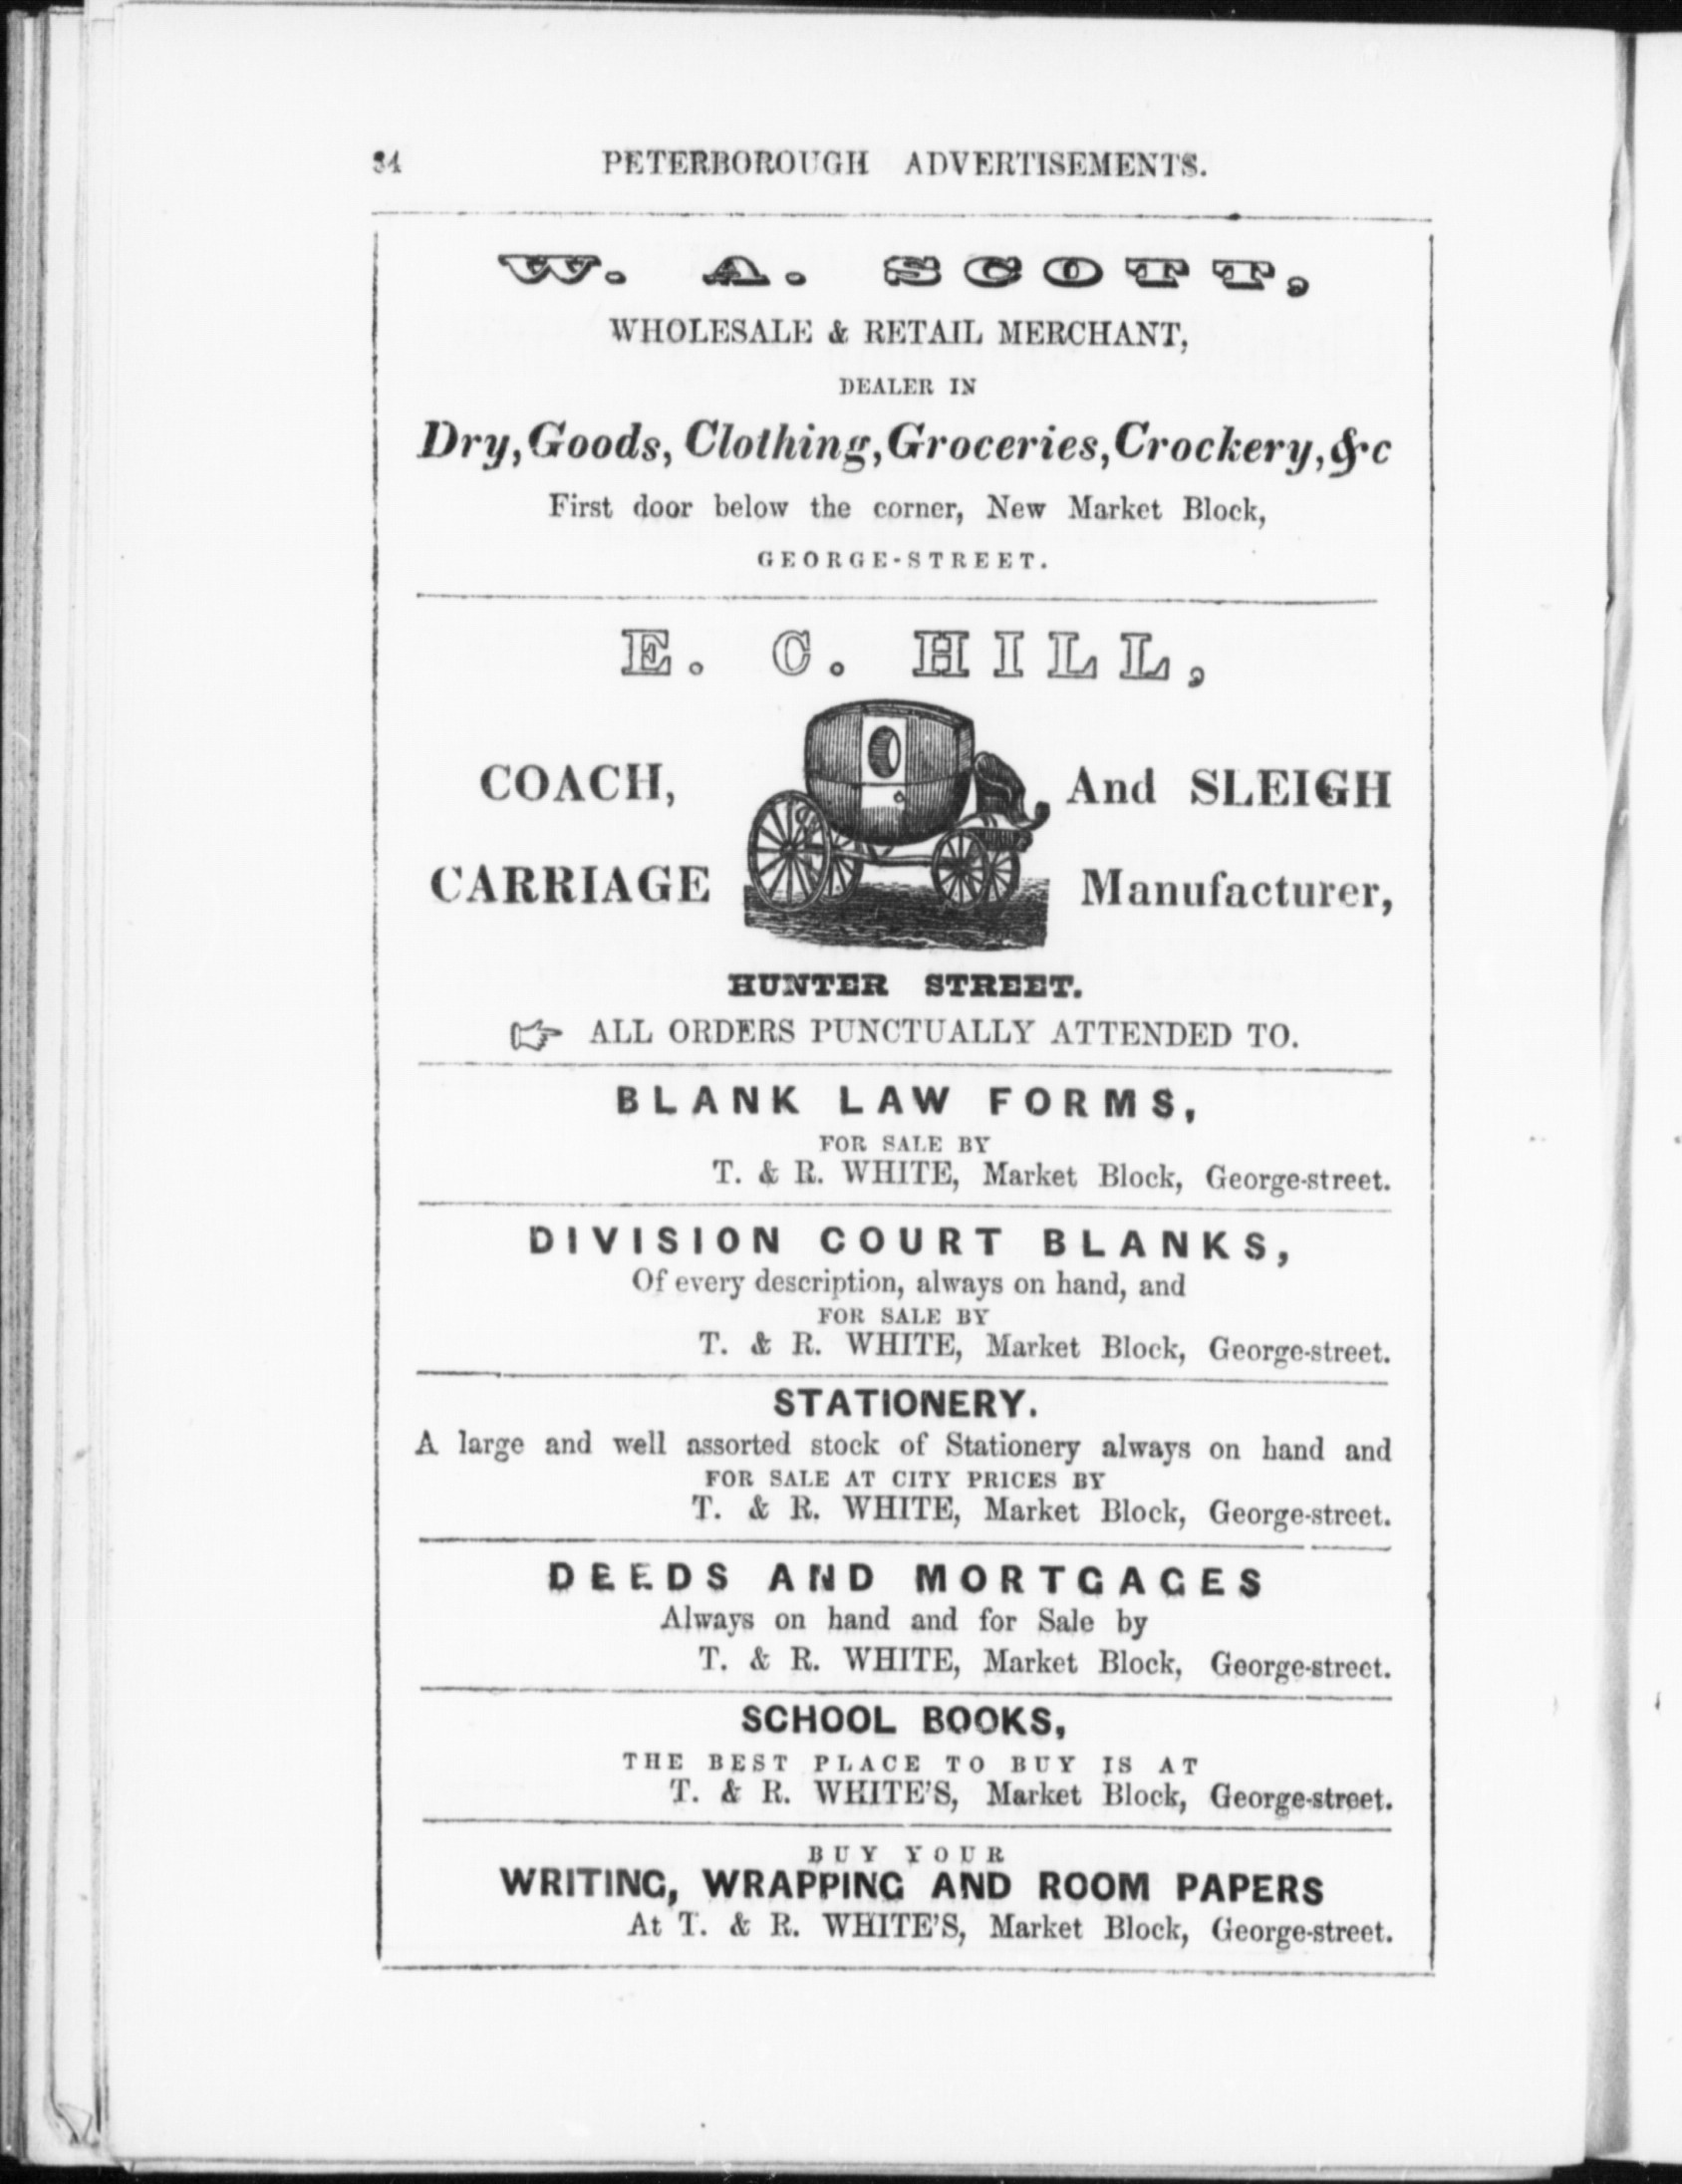 34 PETERBOROUGH ADVERTISEMENTS.
W. A. SCOTT,
WHOLESALE & RETAIL MERCHANT,
DEALER IN
Dry, Goods, Clothing, Groceries, Crockery, &c
First door below the corner, New Market Block,
GEORGE-STREET.
E. C. HILL,
COACH, And SLEIGH
CARRIAGE Manufacturer,
HUNTER STREET.
☞ ALL ORDERS PUNCTUALLY ATTENDED TO.
BLANK LAW FORMS,
FOR SALE BY
T. & R. WHITE, Market Block, George-street.
DIVISION COURT BLANKS,
Of every description, always on hand, and
FOR SALE BY
T. & R. WHITE, Market Block, George-street.
STATIONERY.
A large and well assorted stock of Stationery always on hand and
FOR SALE AT CITY PRICES BY
T. & R. WHITE, Market Block, George-street.
DEEDS AND MORTGAGES
Always on hand and for Sale by
T. & R. WHITE, Market Block, George-street.
SCHOOL BOOKS,
THE BEST PLACE TO BUY IS AT
T. & R. WHITE'S, Market Block, George-street.
BUY YOUR
WRITING, WRAPPING AND ROOM PAPERS
At T. & R. WHITE'S, Market Block, George-street.